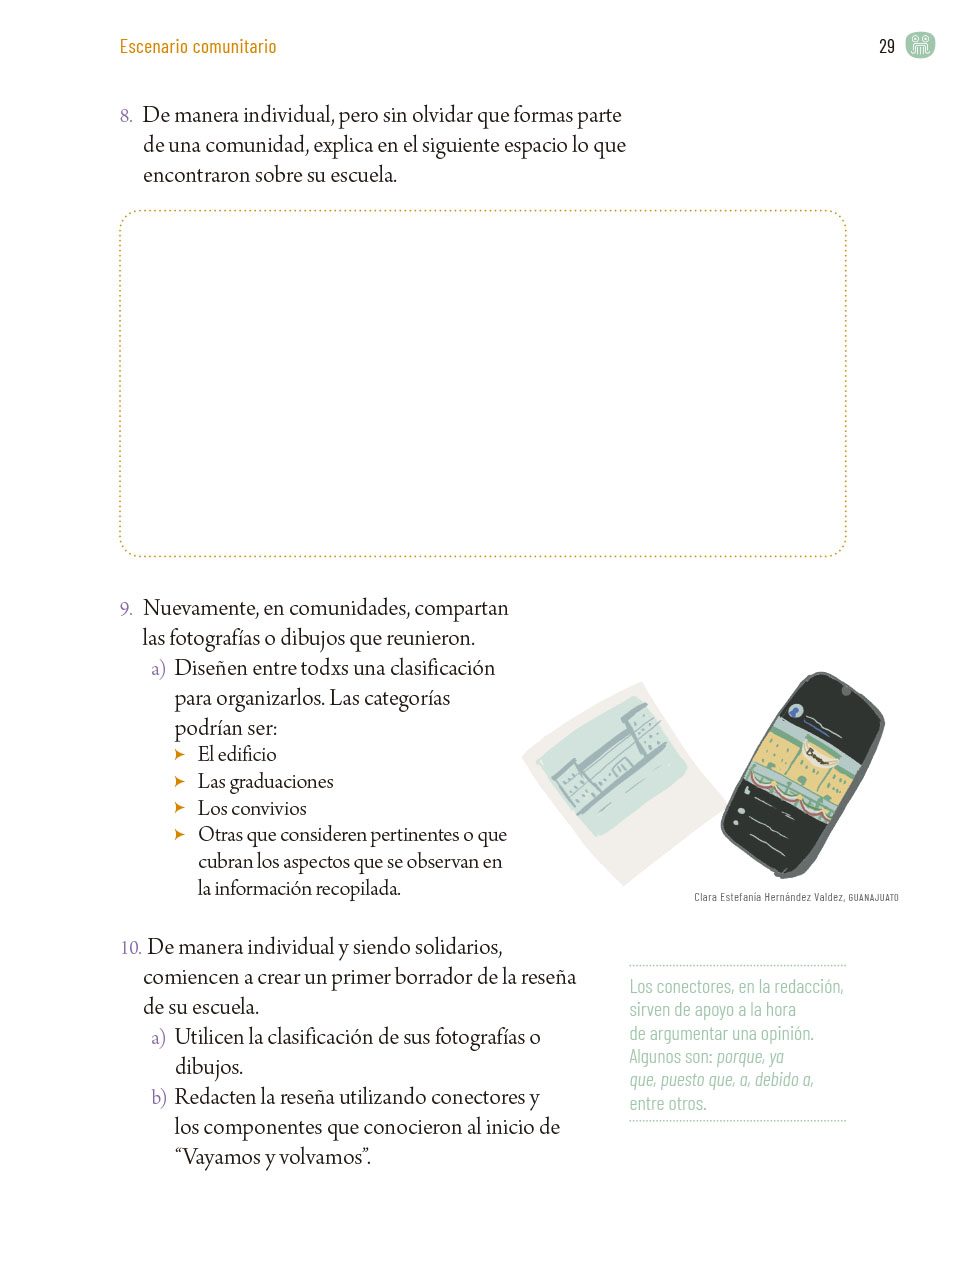 Escenario comunitario
29
8. De manera individual, pero sin olvidar que formas parte
de una comunidad, explica en el siguiente espacio lo que
encontraron sobre su escuela.
9. Nuevamente, en comunidades, compartan
las fotografías o dibujos que reunieron.
a) Diseñen entre todxs una clasificación
para organizarlos. Las categorías
podrían ser:
➤ El edificio
➤ Las graduaciones
➤ Los convivios
➤ Otras que consideren pertinentes o que
cubran los aspectos que se observan en
la información recopilada.
Clara Estefanía Hernández Valdez, GUANAJUATO
10. De manera individual y siendo solidarios,
comiencen a crear un primer borrador de la reseña
de su escuela.
a) Utilicen la clasificación de sus fotografías o
dibujos.
b) Redacten la reseña utilizando conectores y
los componentes que conocieron al inicio de
“Vayamos y volvamos”.
Los conectores, en la redacción,
sirven de apoyo a la hora
de argumentar una opinión.
Algunos son: porque, ya
que, puesto que, a, debido a,
entre otros.